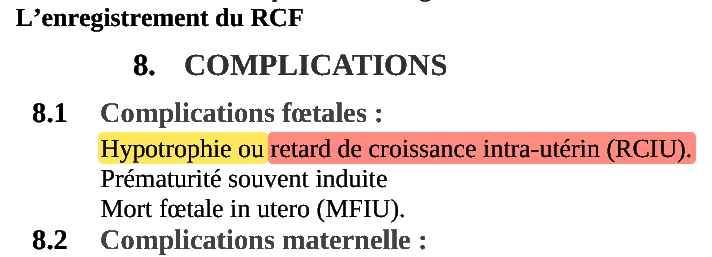 L’enregistrement du RCF
8. COMPLICATIONS
8.1 Complications fœtales :
Hypotrophie ou retard de croissance intra-utérin (RCIU).
Prématurité souvent induite
Mort fœtale in utero (MFIU).
8.2 Complications maternelle :